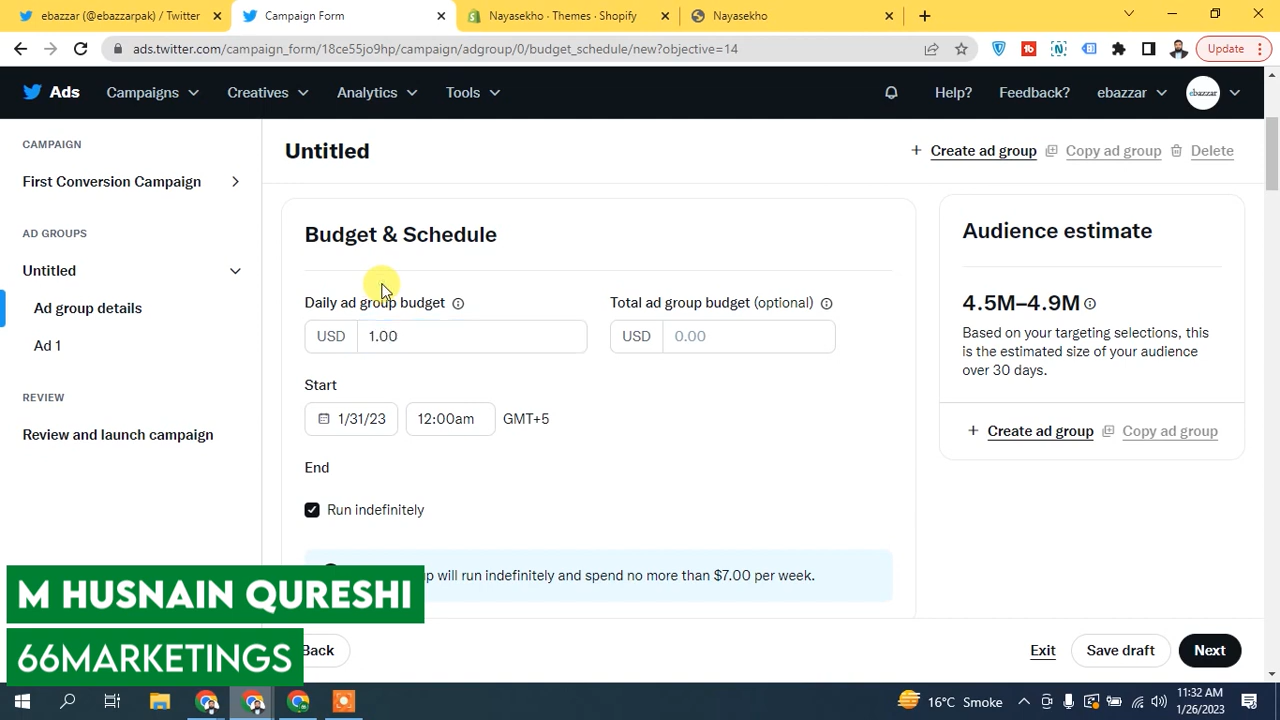 ebazzar (@ebazzarpak) / Twitter
Campaign Form
Nayasekho · Themes · Shopify
Nayasekho
ads.twitter.com/campaign_form/18ce55jo9hp/campaign/adgroup/0/budget_schedule/new?objective=14
Update
Ads
Campaigns
Creatives
Analytics
Tools
Help?
Feedback?
ebazzar
ebazzar
CAMPAIGN
First Conversion Campaign
AD GROUPS
Untitled
Ad group details
Ad 1
REVIEW
Review and launch campaign
Untitled
+ Create ad group
Copy ad group
Delete
Budget & Schedule
Daily ad group budget
USD 1.00
Total ad group budget (optional)
USD 0.00
Start
1/31/23 12:00am GMT+5
End
Run indefinitely
will run indefinitely and spend no more than $7.00 per week.
Audience estimate
4.5M–4.9M
Based on your targeting selections, this
is the estimated size of your audience
over 30 days.
+ Create ad group
Copy ad group
Back
Exit
Save draft
Next
M HUSNAIN QURESHI
66MARKETINGS
16°C Smoke
11:32 AM
1/26/2023